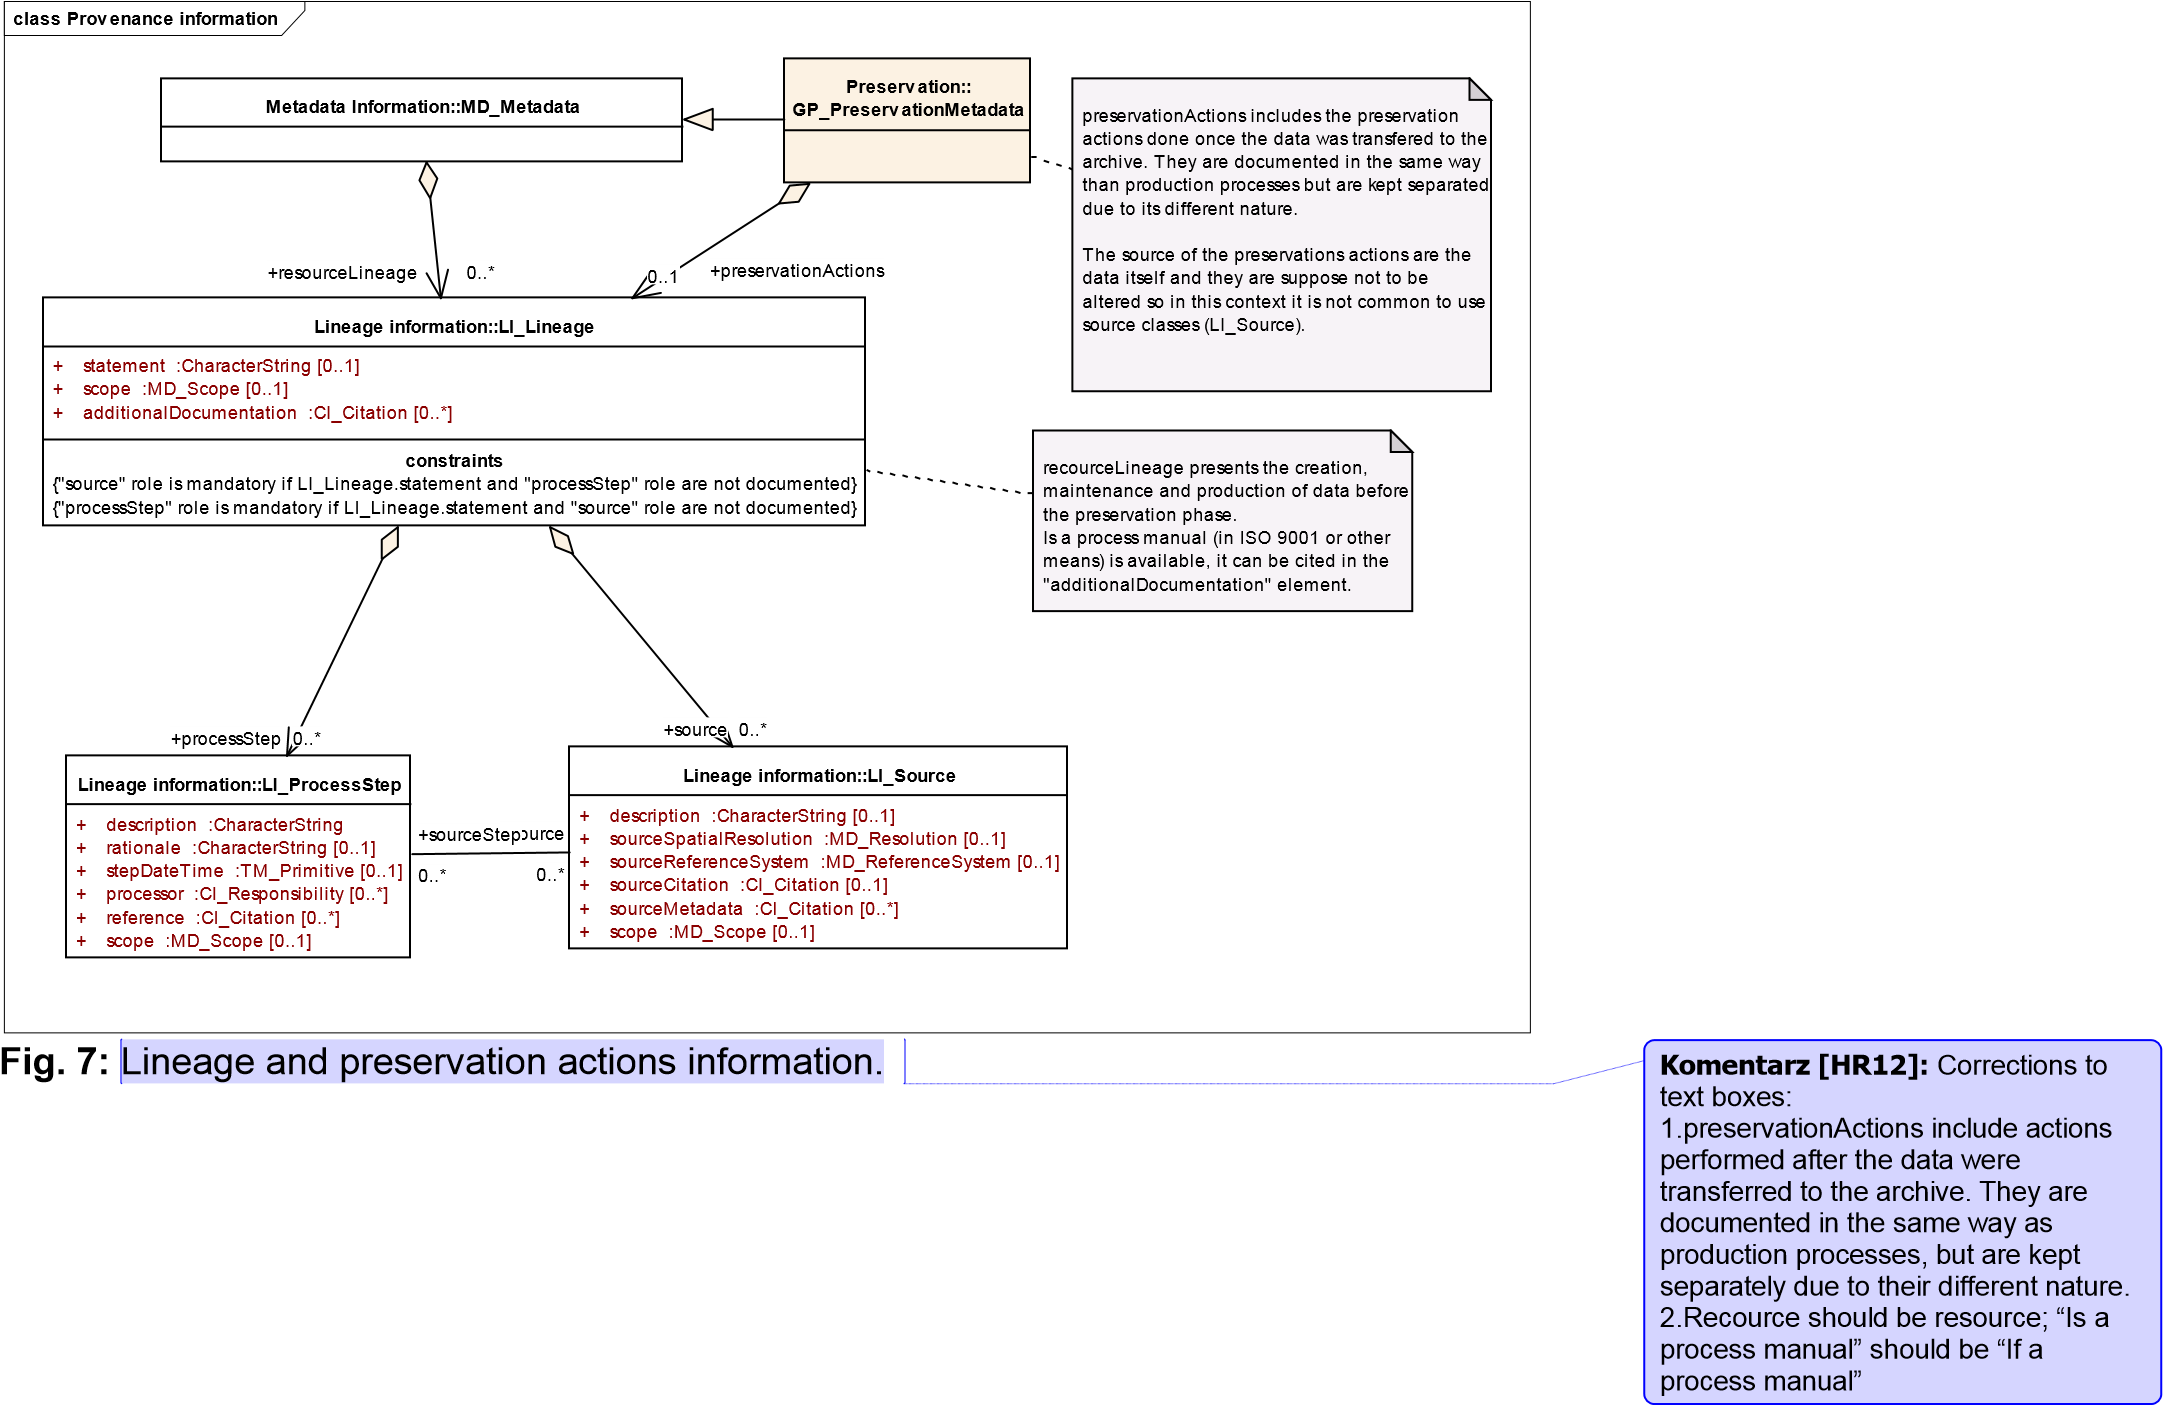 class Provenance information
Metadata Information::MD_Metadata
Preservation::
GP_PreservationMetadata
preservationActions includes the preservation
actions done once the data was transfered to the
archive. They are documented in the same way
than production processes but are kept separated
due to its different nature.
The source of the preservations actions are the
data itself and they are suppose not to be
altered so in this context it is not common to use
source classes (LI_Source).
+resourceLineage 0..*
0..1 +preservationActions
Lineage information::LI_Lineage
+ statement :CharacterString [0..1]
+ scope :MD_Scope [0..1]
+ additionalDocumentation :CI_Citation [0..*]
constraints
{"source" role is mandatory if LI_Lineage.statement and "processStep" role are not documented}
{"processStep" role is mandatory if LI_Lineage.statement and "source" role are not documented}
recourceLineage presents the creation,
maintenance and production of data before
the preservation phase.
Is a process manual (in ISO 9001 or other
means) is available, it can be cited in the
"additionalDocumentation" element.
+processStep 0..*
+source 0..*
Lineage information::LI_ProcessStep
+ description :CharacterString
+ rationale :CharacterString [0..1]
+ stepDateTime :TM_Primitive [0..1]
+ processor :CI_Responsibility [0..*]
+ reference :CI_Citation [0..*]
+ scope :MD_Scope [0..1]
+sourceStep ource
0..* 0..*
Lineage information::LI_Source
+ description :CharacterString [0..1]
+ sourceSpatialResolution :MD_Resolution [0..1]
+ sourceReferenceSystem :MD_ReferenceSystem [0..1]
+ sourceCitation :CI_Citation [0..1]
+ sourceMetadata :CI_Citation [0..*]
+ scope :MD_Scope [0..1]
Fig. 7: Lineage and preservation actions information.
Komentarz [HR12]: Corrections to
text boxes:
1.preservationActions include actions
performed after the data were
transferred to the archive. They are
documented in the same way as
production processes, but are kept
separately due to their different nature.
2.Recource should be resource; “Is a
process manual” should be “If a
process manual”